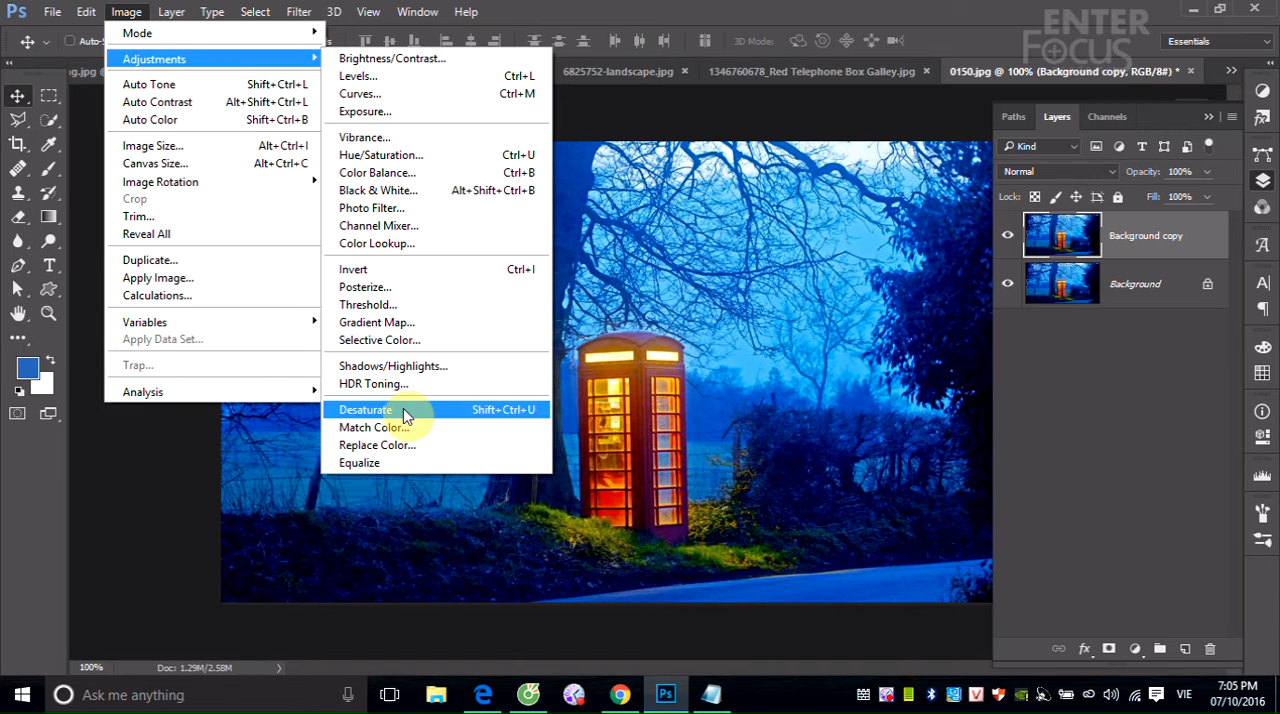 Ps File Edit Image Layer Type Select Filter 3D View Window Help
ENTER
FOCUS
3D Mode:
Essentials
6825752-landscape.jpg × 1346760678_Red Telephone Box Galley.jpg × 0150.jpg @ 100% (Background copy, RGB/8#) * ×
Mode
Adjustments
Auto Tone Shift+Ctrl+L
Auto Contrast Alt+Shift+Ctrl+L
Auto Color Shift+Ctrl+B
Image Size... Alt+Ctrl+I
Canvas Size... Alt+Ctrl+C
Image Rotation
Crop
Trim...
Reveal All
Duplicate...
Apply Image...
Calculations...
Variables
Apply Data Set...
Trap...
Analysis
Brightness/Contrast...
Levels... Ctrl+L
Curves... Ctrl+M
Exposure...
Vibrance...
Hue/Saturation... Ctrl+U
Color Balance... Ctrl+B
Black & White... Alt+Shift+Ctrl+B
Photo Filter...
Channel Mixer...
Color Lookup...
Invert Ctrl+I
Posterize...
Threshold...
Gradient Map...
Selective Color...
Shadows/Highlights...
HDR Toning...
Desaturate Shift+Ctrl+U
Match Color...
Replace Color...
Equalize
Paths Layers Channels
Kind
Normal Opacity: 100%
Lock: Fill: 100%
Background copy
Background
100% Doc: 1.29M/2.58M
Ask me anything
Ps
VIE
7:05 PM
07/10/2016